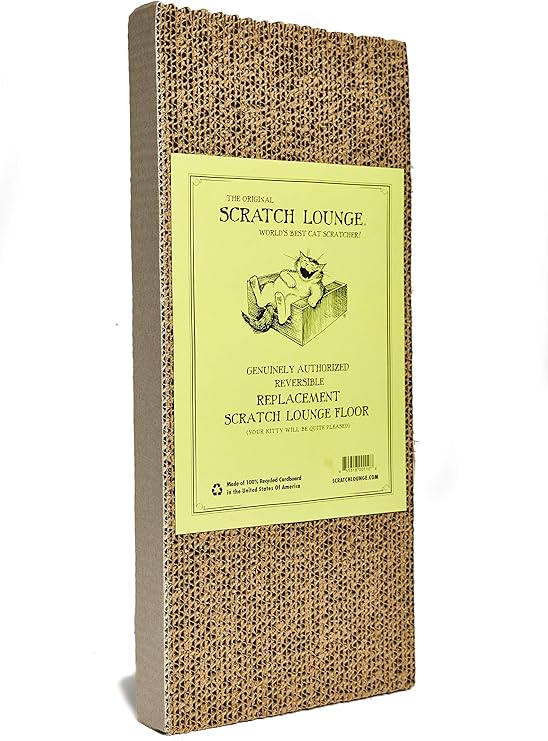 THE ORIGINAL
SCRATCH LOUNGE®
WORLD'S BEST CAT SCRATCHER!
GENUINELY AUTHORIZED
REVERSIBLE
REPLACEMENT
SCRATCH LOUNGE FLOOR
(YOUR KITTY WILL BE QUITE PLEASED)
Made of 100% Recycled Cardboard
in the United States Of America
SCRATCHLOUNGE.COM